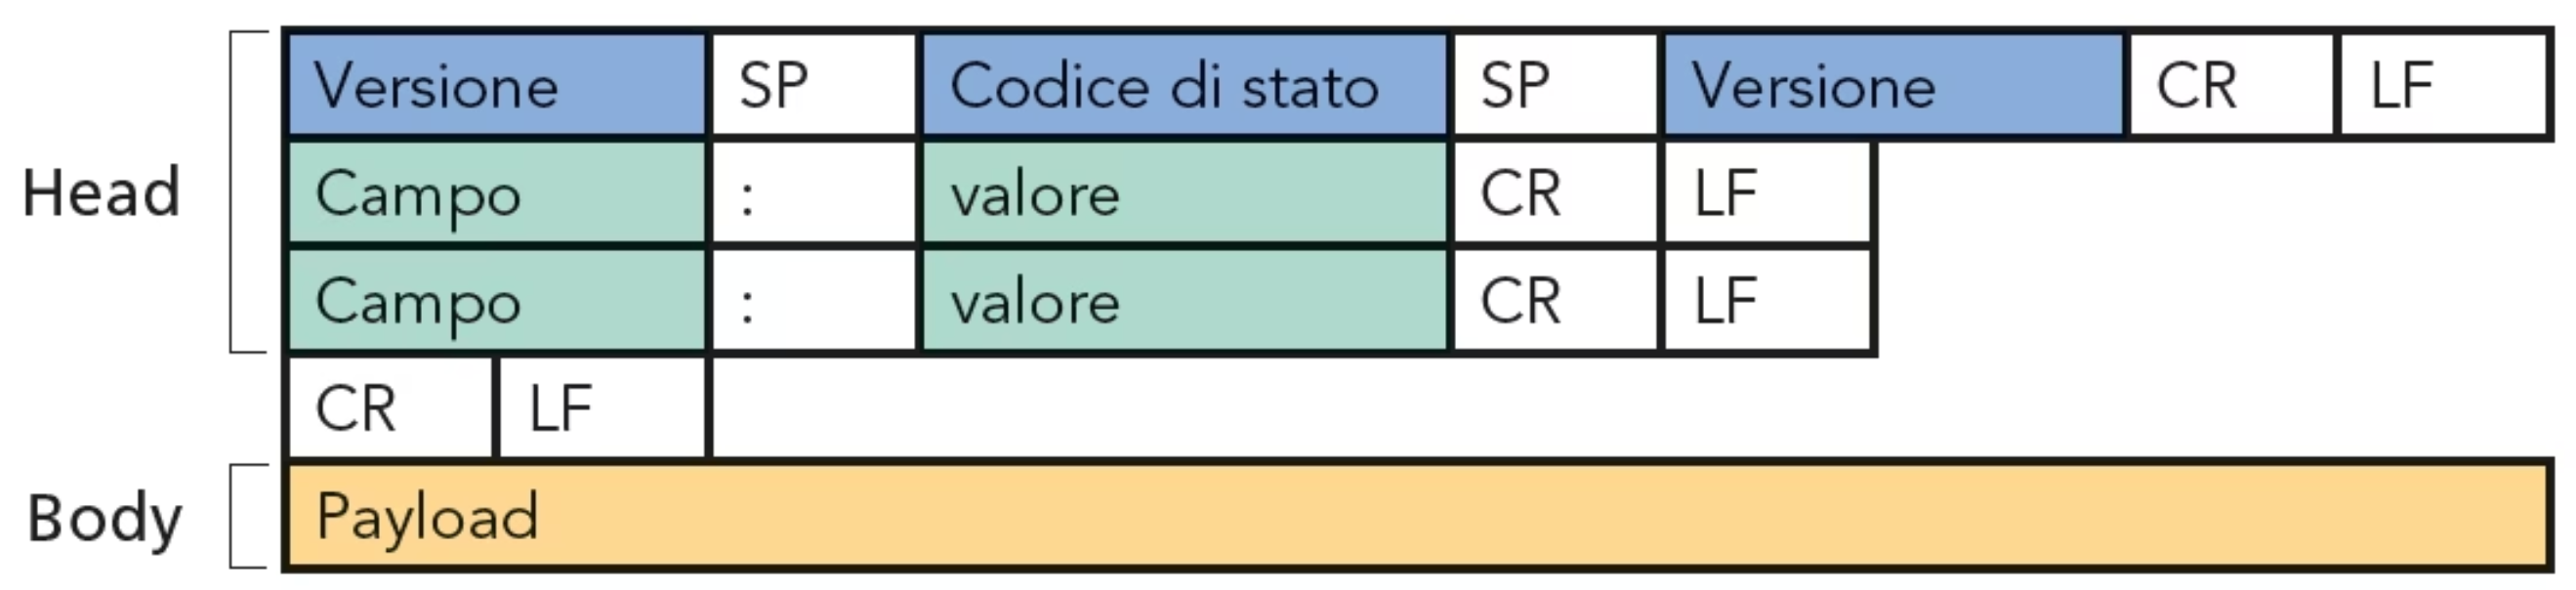 Versione SP Codice di stato SP Versione CR LF
Head Campo : valore CR LF
Campo : valore CR LF
CR LF
Body Payload